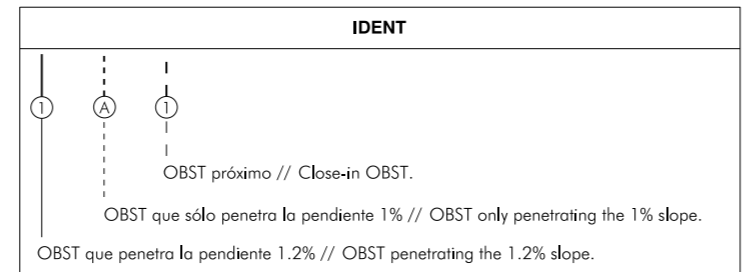 IDENT
1 A 1
OBST próximo // Close-in OBST.
OBST que sólo penetra la pendiente 1% // OBST only penetrating the 1% slope.
OBST que penetra la pendiente 1.2% // OBST penetrating the 1.2% slope.